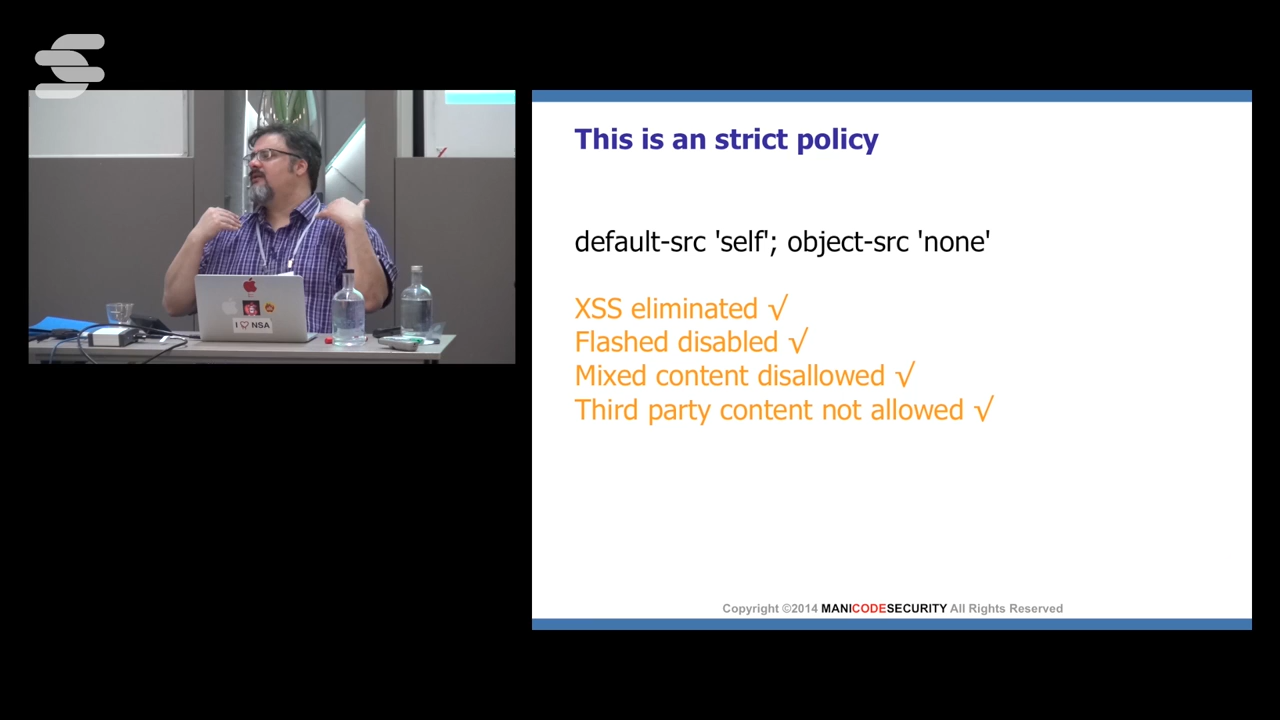 This is an strict policy
default-src 'self'; object-src 'none'
XSS eliminated √
Flashed disabled √
Mixed content disallowed √
Third party content not allowed √
Copyright ©2014 MANICODESECURITY All Rights Reserved
I ♡ NSA